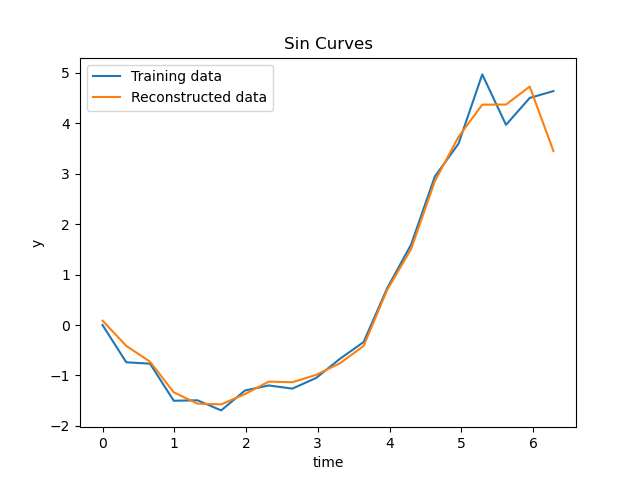 Sin Curves
Training data
Reconstructed data
5
4
3
2
1
0
−1
−2
y
0 1 2 3 4 5 6
time